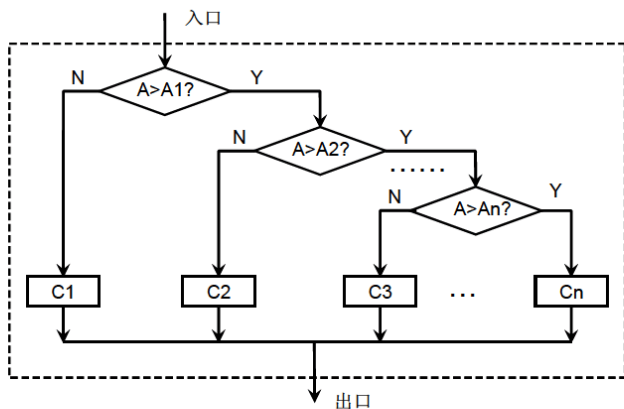 入口
N A>A1? Y
N A>A2? Y
......
N A>An? Y
C1 C2 C3 ... Cn
出口